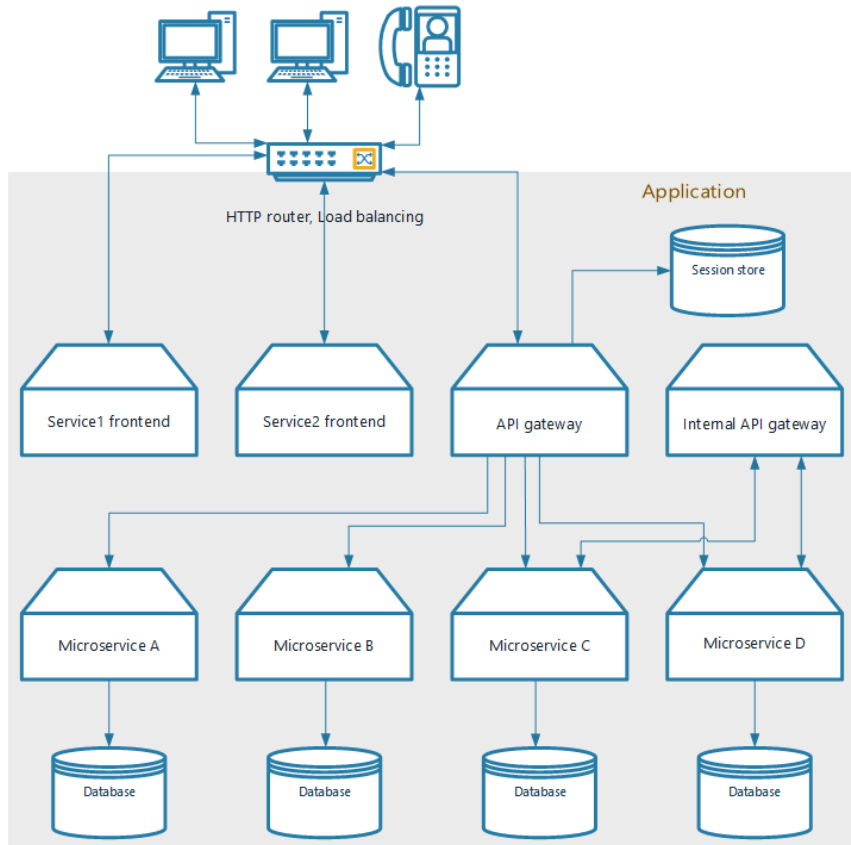 Application
HTTP router, Load balancing
Session store
Service1 frontend
Service2 frontend
API gateway
Internal API gateway
Microservice A
Microservice B
Microservice C
Microservice D
Database
Database
Database
Database